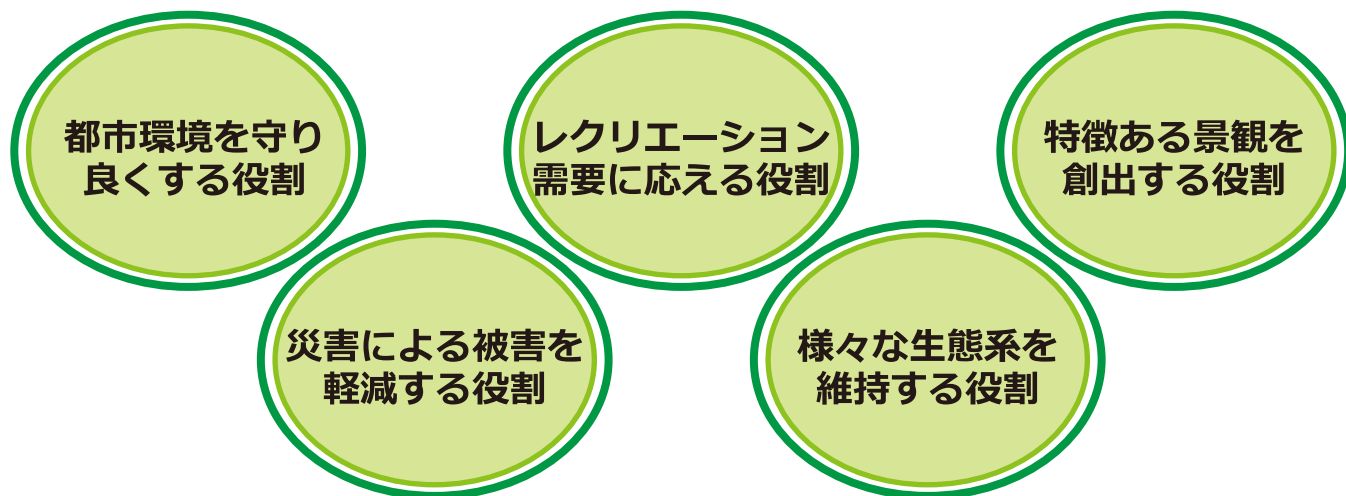 都市環境を守り
良くする役割
レクリエーション
需要に応える役割
特徴ある景観を
創出する役割
災害による被害を
軽減する役割
様々な生態系を
維持する役割